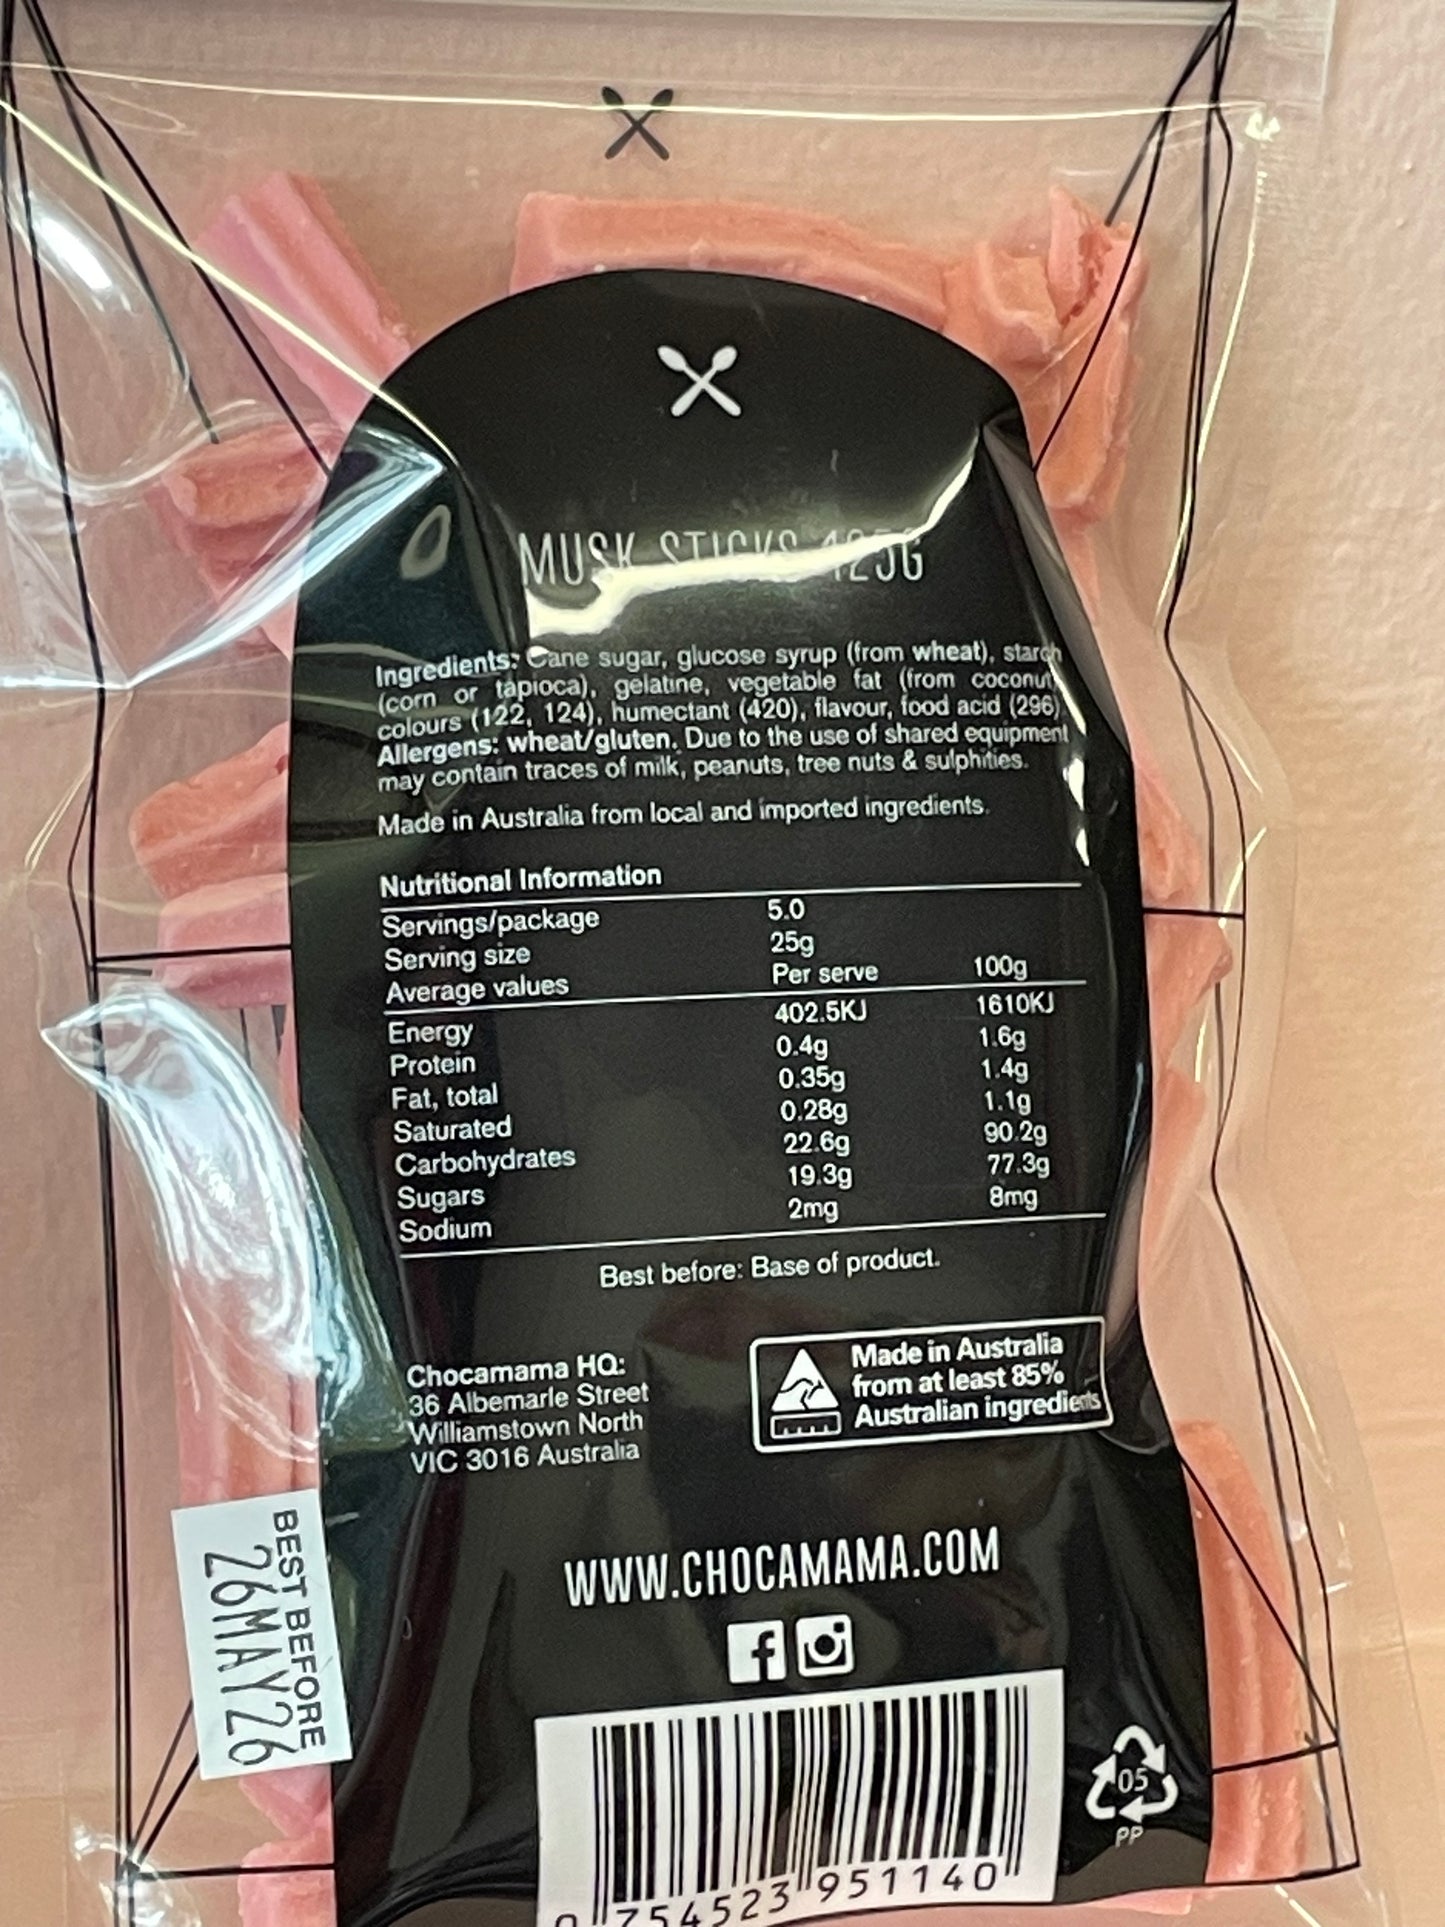 MUSK STICKS 125G
Ingredients: Cane sugar, glucose syrup (from wheat), starch
(corn or tapioca), gelatine, vegetable fat (from coconut)
colours (122, 124), humectant (420), flavour, food acid (296).
Allergens: wheat/gluten. Due to the use of shared equipment
may contain traces of milk, peanuts, tree nuts & sulphities.
Made in Australia from local and imported ingredients.
Nutritional Information
Servings/package 5.0
Serving size 25g
Average values Per serve 100g
Energy 402.5KJ 1610KJ
Protein 0.4g 1.6g
Fat, total 0.35g 1.4g
Saturated 0.28g 1.1g
Carbohydrates 22.6g 90.2g
Sugars 19.3g 77.3g
Sodium 2mg 8mg
Best before: Base of product.
Chocamama HQ:
36 Albemarle Street
Williamstown North
VIC 3016 Australia
Made in Australia
from at least 85%
Australian ingredients
BEST BEFORE
26MAY26
WWW.CHOCAMAMA.COM
0 754523 951140
05
PP